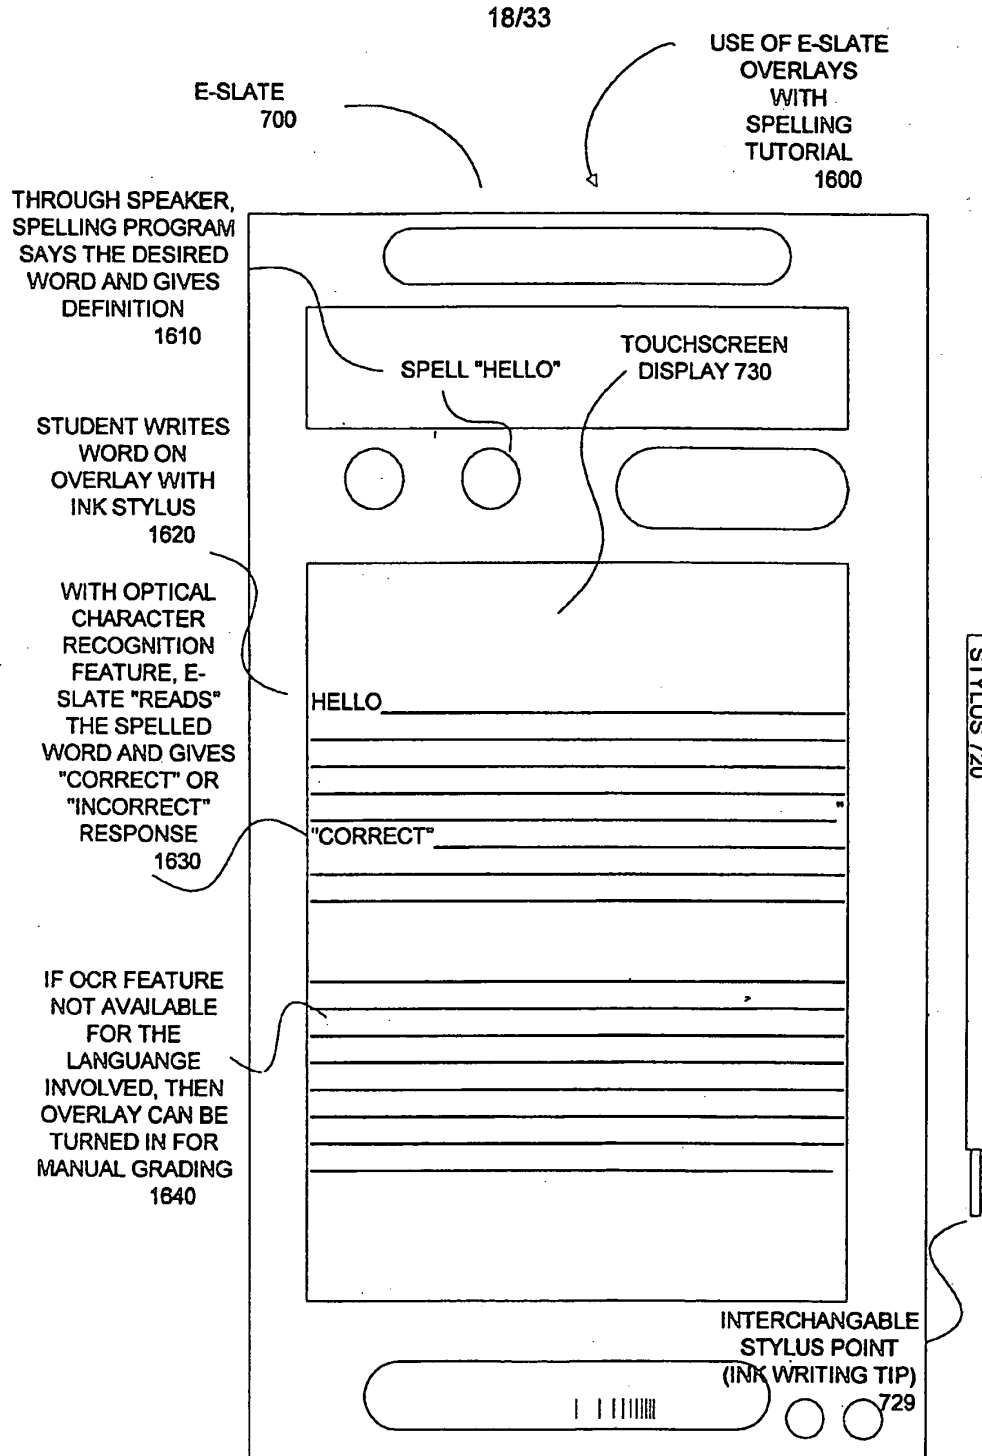 18/33
USE OF E-SLATE
OVERLAYS
WITH
SPELLING
TUTORIAL
1600
E-SLATE
700
THROUGH SPEAKER,
SPELLING PROGRAM
SAYS THE DESIRED
WORD AND GIVES
DEFINITION
1610
SPELL "HELLO"
TOUCHSCREEN
DISPLAY 730
STUDENT WRITES
WORD ON
OVERLAY WITH
INK STYLUS
1620
WITH OPTICAL
CHARACTER
RECOGNITION
FEATURE, E-
SLATE "READS"
THE SPELLED
WORD AND GIVES
"CORRECT" OR
"INCORRECT"
RESPONSE
1630
HELLO
"CORRECT"
STYLUS 720
IF OCR FEATURE
NOT AVAILABLE
FOR THE
LANGUANGE
INVOLVED, THEN
OVERLAY CAN BE
TURNED IN FOR
MANUAL GRADING
1640
INTERCHANGABLE
STYLUS POINT
(INK WRITING TIP)
729